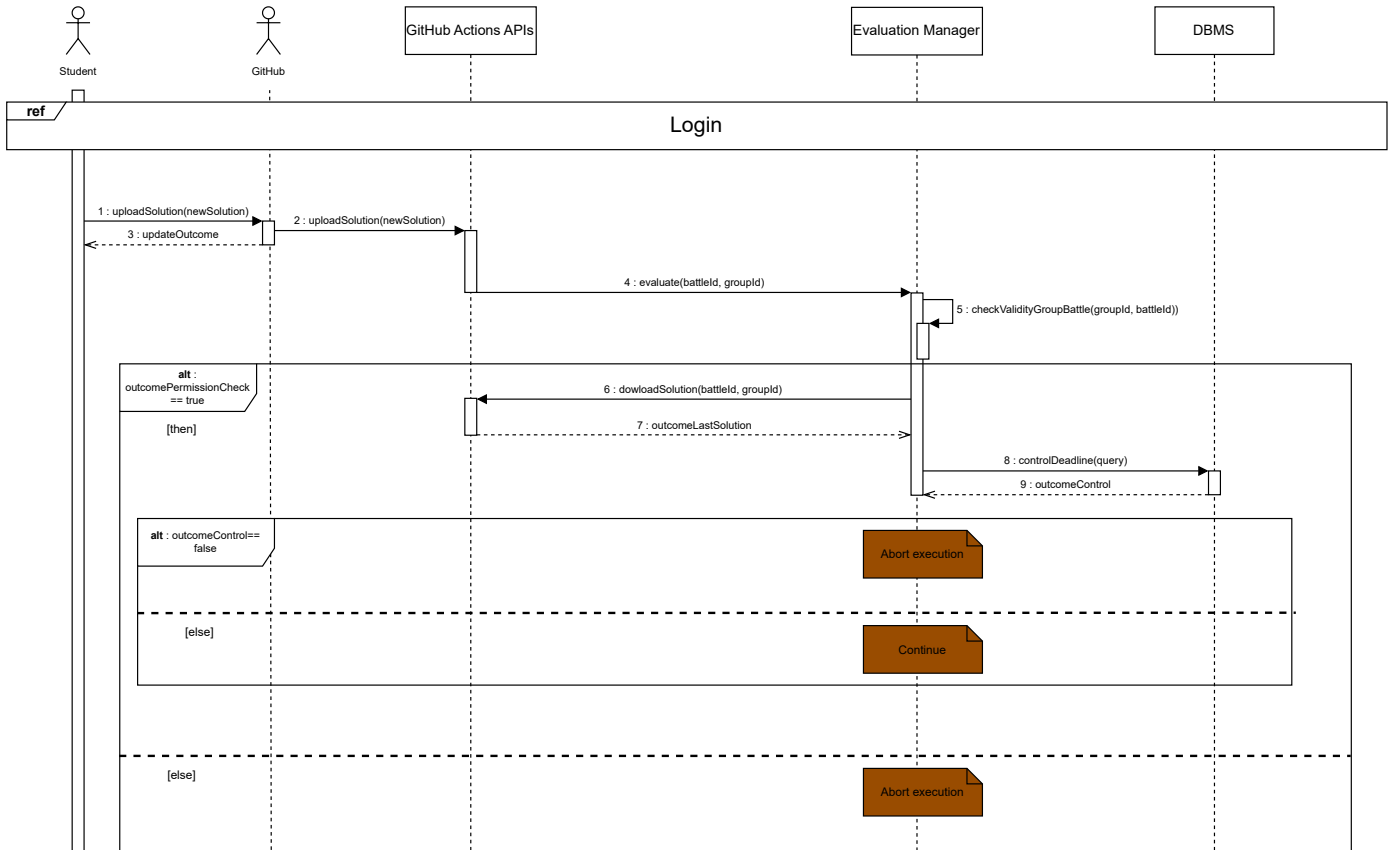 Student
GitHub
GitHub Actions APIs
Evaluation Manager
DBMS
ref
Login
1 : uploadSolution(newSolution)
2 : uploadSolution(newSolution)
3 : updateOutcome
4 : evaluate(battleId, groupId)
5 : checkValidityGroupBattle(groupId, battleId))
alt :
outcomePermissionCheck
== true
[then]
6 : dowloadSolution(battleId, groupId)
7 : outcomeLastSolution
8 : controlDeadline(query)
9 : outcomeControl
alt : outcomeControl==
false
Abort execution
[else]
Continue
[else]
Abort execution